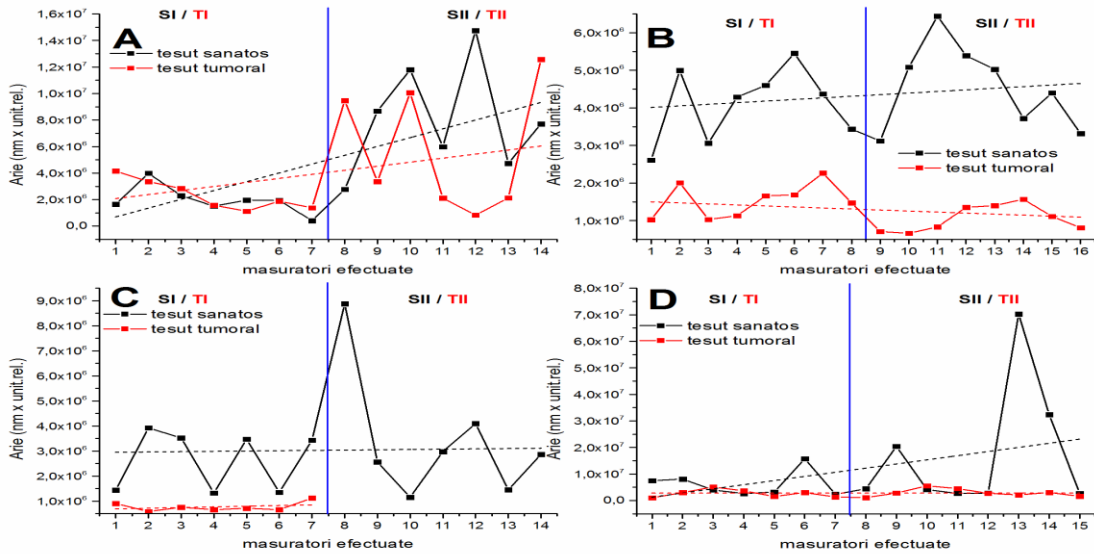 A
SI / TI
SII / TII
tesut sanatos
tesut tumoral
Arie (nm x unit.rel.)
1,6x10⁷
1,4x10⁷
1,2x10⁷
1,0x10⁷
8,0x10⁶
6,0x10⁶
4,0x10⁶
2,0x10⁶
0,0
1 2 3 4 5 6 7 8 9 10 11 12 13 14
masuratori efectuate
B
SI / TI
SII / TII
tesut sanatos
tesut tumoral
Arie (nm x unit.rel.)
6,0x10⁶
5,0x10⁶
4,0x10⁶
3,0x10⁶
2,0x10⁶
1,0x10⁶
1 2 3 4 5 6 7 8 9 10 11 12 13 14 15 16
masuratori efectuate
C
SI / TI
SII / TII
tesut sanatos
tesut tumoral
Arie (nm x unit.rel.)
9,0x10⁶
8,0x10⁶
7,0x10⁶
6,0x10⁶
5,0x10⁶
4,0x10⁶
3,0x10⁶
2,0x10⁶
1,0x10⁶
1 2 3 4 5 6 7 8 9 10 11 12 13 14
masuratori efectuate
D
SI / TI
SII / TII
tesut sanatos
tesut tumoral
Arie (nm x unit.rel.)
8,0x10⁷
7,0x10⁷
6,0x10⁷
5,0x10⁷
4,0x10⁷
3,0x10⁷
2,0x10⁷
1,0x10⁷
0,0
1 2 3 4 5 6 7 8 9 10 11 12 13 14 15
masuratori efectuate